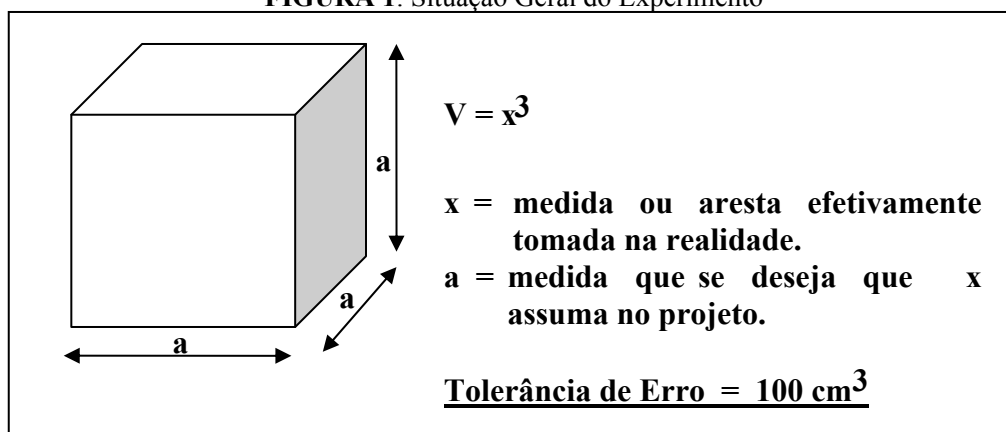 FIGURA 1: Situação Geral do Experimento
a
a
a
V = x3
x = medida ou aresta efetivamente
tomada na realidade.
a = medida que se deseja que x
assuma no projeto.
Tolerância de Erro = 100 cm3